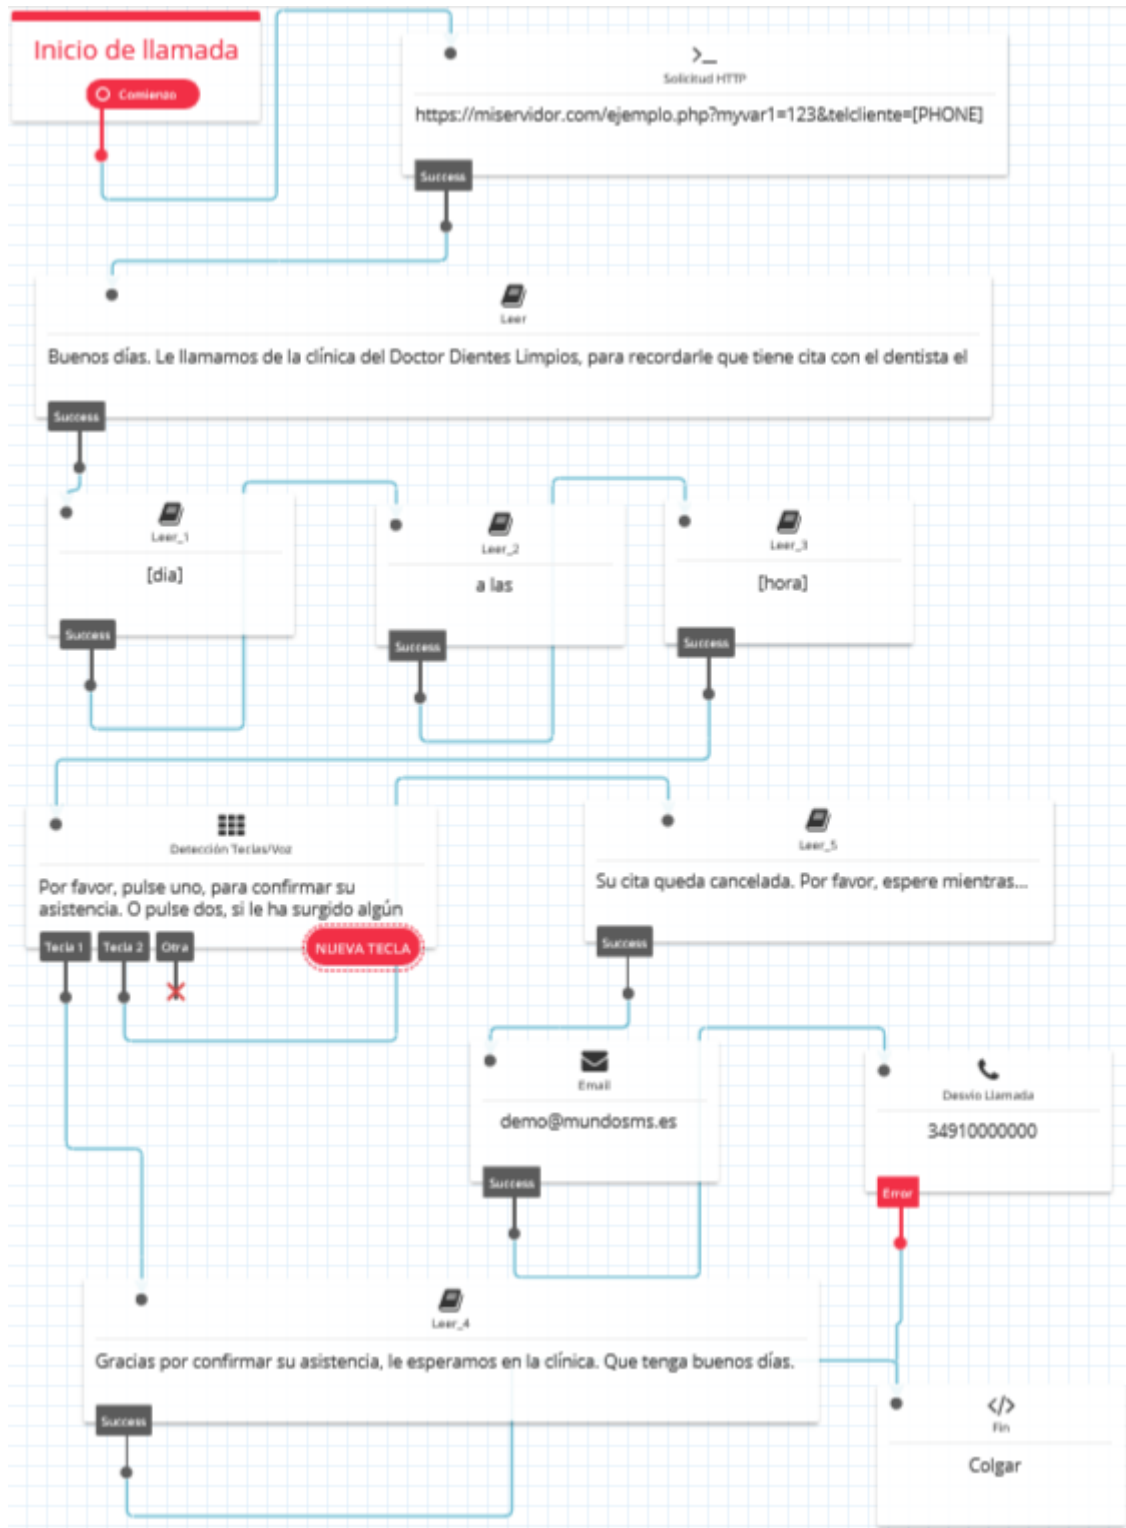 Inicio de llamada
Comienzo
Solicitud HTTP
https://miservidor.com/ejemplo.php?myvar1=123&telcliente=[PHONE]
Success
Leer
Buenos días. Le llamamos de la clínica del Doctor Dientes Limpios, para recordarle que tiene cita con el dentista el
Success
Leer_1
[dia]
Success
Leer_2
a las
Success
Leer_3
[hora]
Success
Detección Teclas/Voz
Por favor, pulse uno, para confirmar su
asistencia. O pulse dos, si le ha surgido algún
Tecla 1 Tecla 2 Otra
NUEVA TECLA
Leer_5
Su cita queda cancelada. Por favor, espere mientras...
Success
Email
demo@mundosms.es
Success
Desvío Llamada
34910000000
Error
Leer_4
Gracias por confirmar su asistencia, le esperamos en la clínica. Que tenga buenos días.
Success
</>
Fin
Colgar